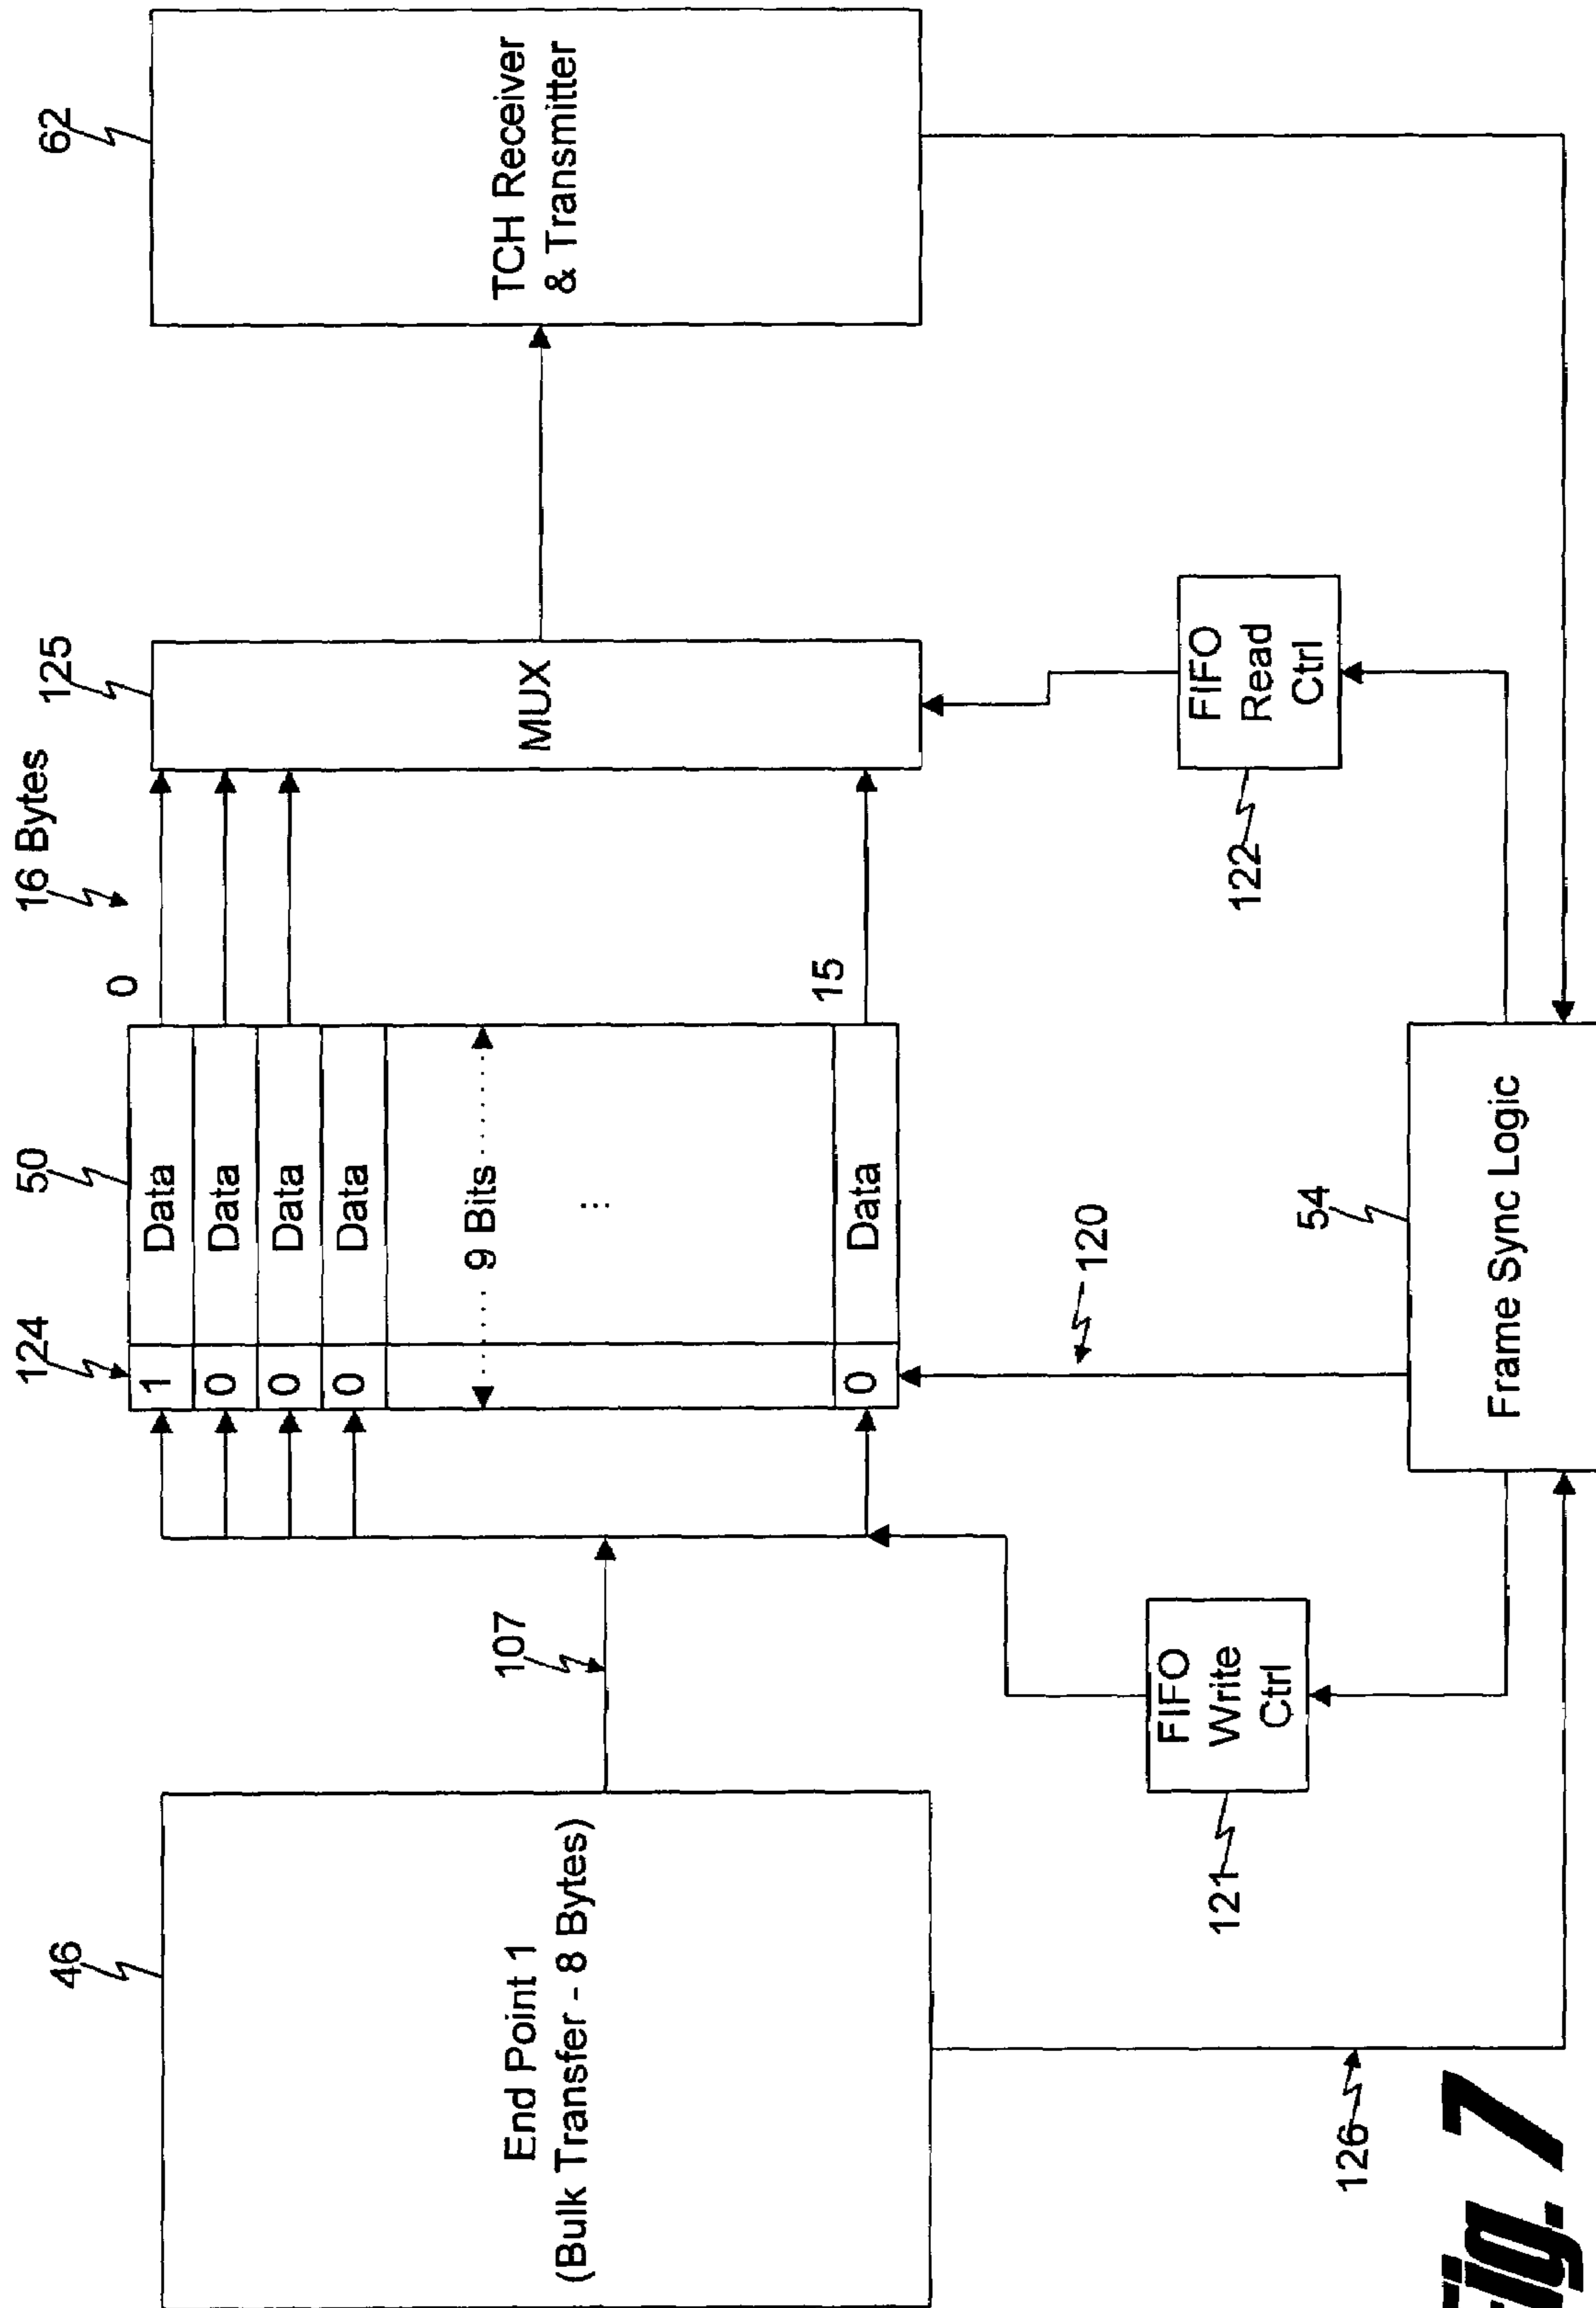 46
End Point 1
(Bulk Transfer - 8 Bytes)
107
124
50
1 Data
0 Data
0 Data
0 Data
9 Bits
...
0 Data
0
15
16 Bytes
125
MUX
62
TCH Receiver
& Transmitter
FIFO
Write
Ctrl
121
120
FIFO
Read
Ctrl
122
54
Frame Sync Logic
126
Fig. 7